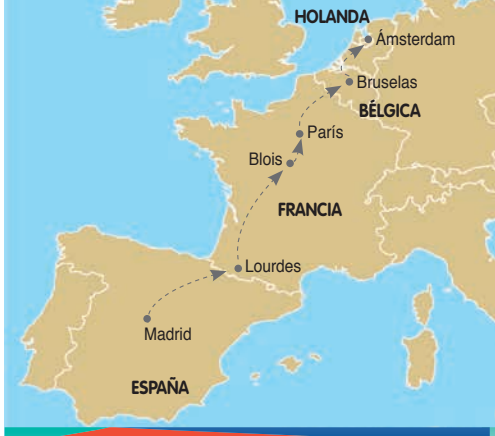 HOLANDA
Ámsterdam
Bruselas
BÉLGICA
París
Blois
FRANCIA
Lourdes
Madrid
ESPAÑA